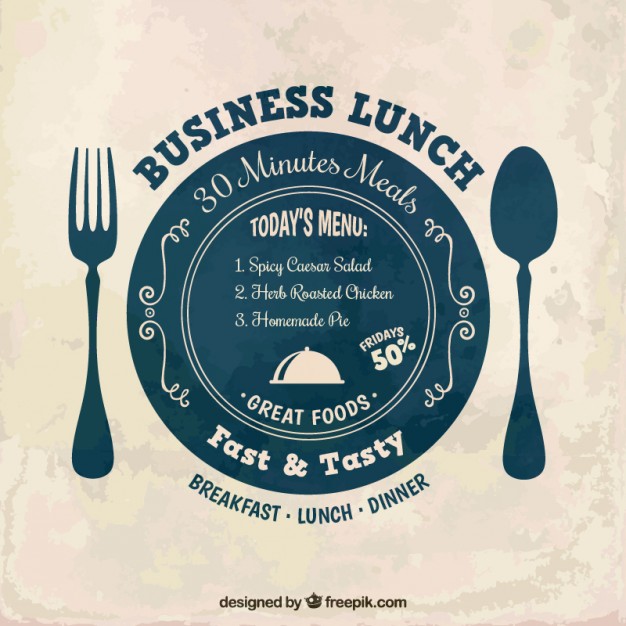 BUSINESS LUNCH
30 Minutes Meals
TODAY'S MENU:
1. Spicy Caesar Salad
2. Herb Roasted Chicken
3. Homemade Pie
FRIDAYS
50%
· GREAT FOODS ·
Fast & Tasty
BREAKFAST · LUNCH · DINNER
designed by freepik.com